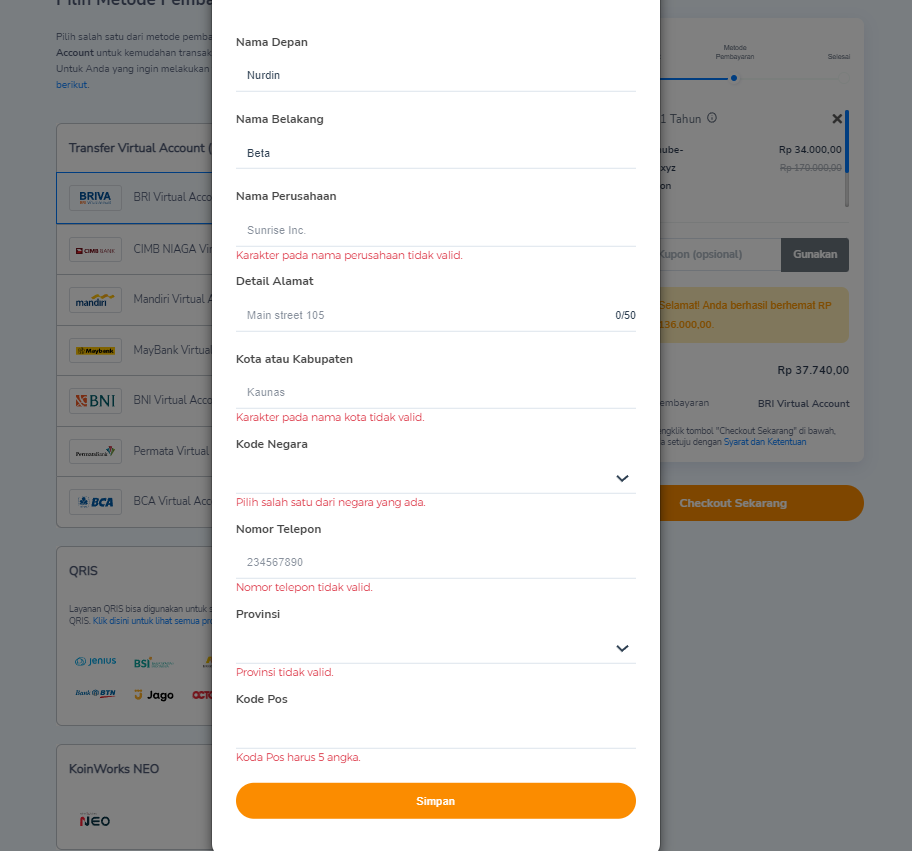 Pilih Metode Pemba
Pilih salah satu dari metode pemba
Account untuk kemudahan transak
Untuk Anda yang ingin melakukan
berikut.
Transfer Virtual Account (
BRIVA
BRI Virtual Acco
CIMB BANK
CIMB NIAGA Vir
mandiri
Mandiri Virtual A
Maybank
MayBank Virtua
BNI
BNI Virtual Acco
PermataBank
Permata Virtual
BCA
BCA Virtual Acc
QRIS
Layanan QRIS bisa digunakan untuk s
QRIS. Klik disini untuk lihat semua pr
jenius
BSI
Bank BTN
Jago
OCTO
KoinWorks NEO
NEO
Nama Depan
Nurdin
Nama Belakang
Beta
Nama Perusahaan
Sunrise Inc.
Karakter pada nama perusahaan tidak valid.
Detail Alamat
Main street 105
0/50
Kota atau Kabupaten
Kaunas
Karakter pada nama kota tidak valid.
Kode Negara
Pilih salah satu dari negara yang ada.
Nomor Telepon
234567890
Nomor telepon tidak valid.
Provinsi
Provinsi tidak valid.
Kode Pos
Koda Pos harus 5 angka.
Simpan
Metode
Pembayaran
Selesai
1 Tahun
ube-
Rp 34.000,00
xyz
Rp 170.000,00
on
Kupon (opsional)
Gunakan
Selamat! Anda berhasil berhemat RP
136.000,00.
Rp 37.740,00
embayaran
BRI Virtual Account
engklik tombol "Checkout Sekarang" di bawah,
a setuju dengan Syarat dan Ketentuan
Checkout Sekarang